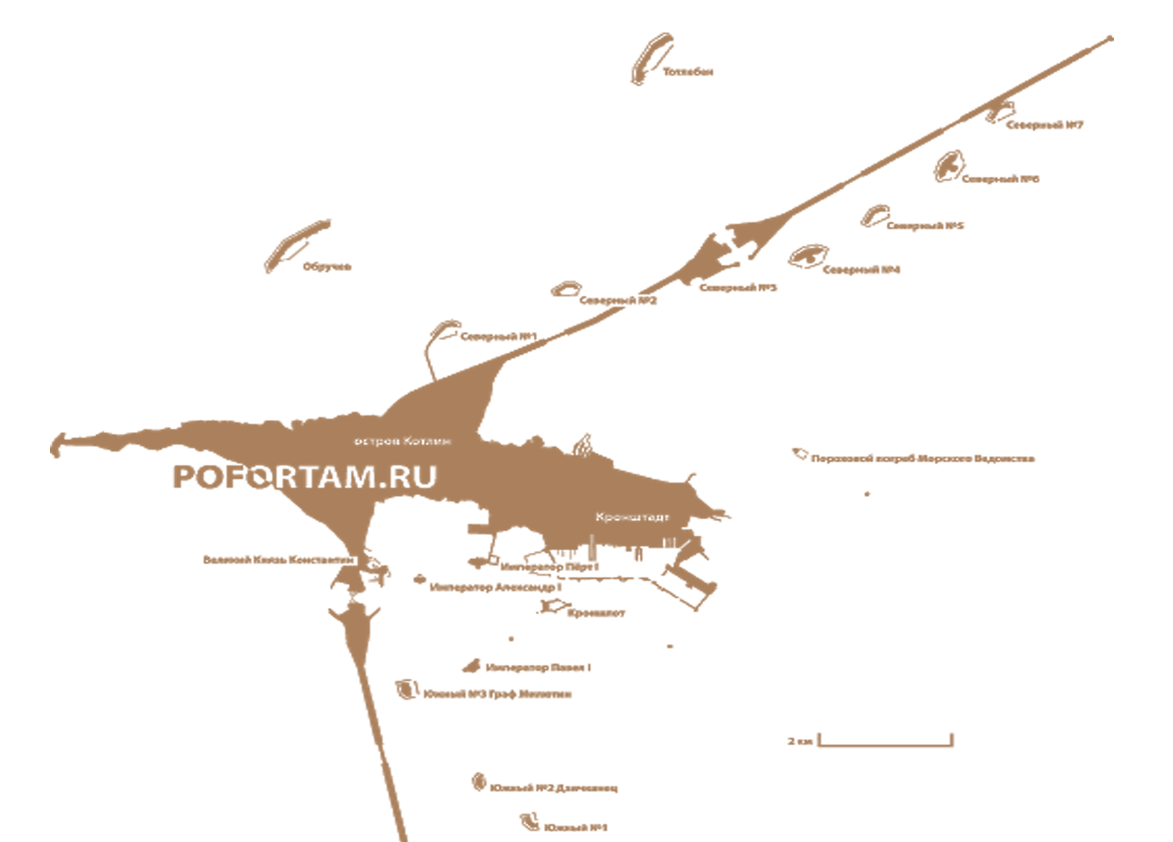 Тотлебен
Северный №7
Северный №6
Северный №5
Обручев
Северный №4
Северный №3
Северный №2
Северный №1
остров Котлин
Пороховой погреб Морского Ведомства
POFORTAM.RU
Кронштадт
Великий Князь Константин
Император Пётр I
Император Александр I
Кроншлот
Император Павел I
Южный №3 Граф Милютин
2 км
Южный №2 Дзичканец
Южный №1